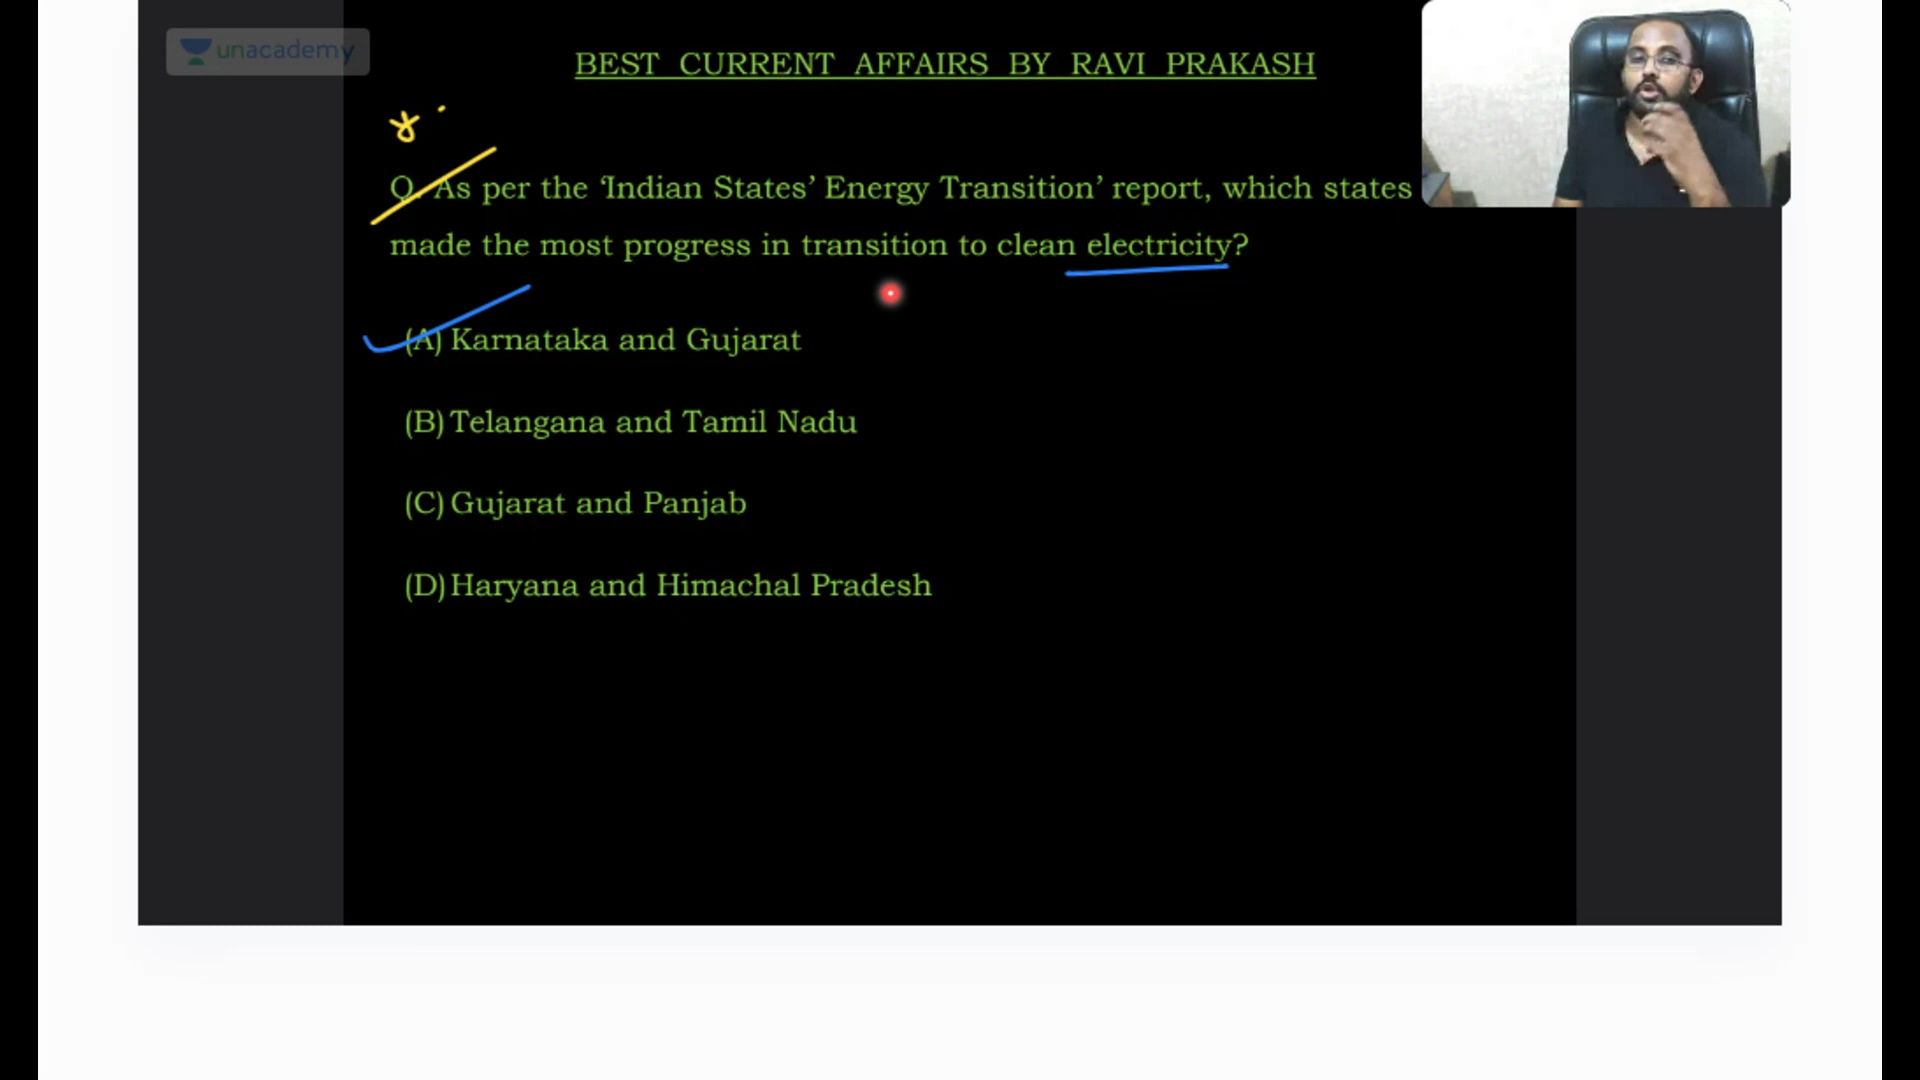 unacademy
BEST CURRENT AFFAIRS BY RAVI PRAKASH
Q. As per the ‘Indian States’ Energy Transition’ report, which states
made the most progress in transition to clean electricity?
(A) Karnataka and Gujarat
(B) Telangana and Tamil Nadu
(C) Gujarat and Panjab
(D) Haryana and Himachal Pradesh